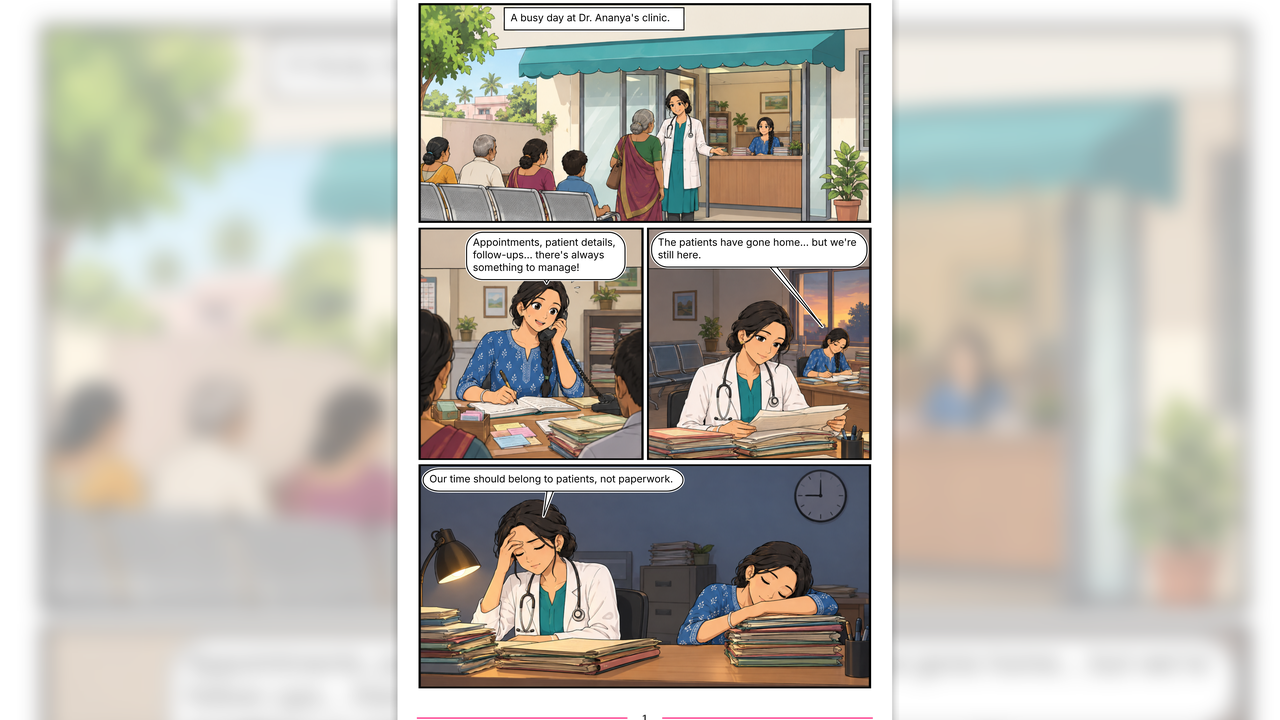 A busy day at Dr. Ananya's clinic.
Appointments, patient details,
follow-ups... there's always
something to manage!
The patients have gone home... but we're
still here.
Our time should belong to patients, not paperwork.
1